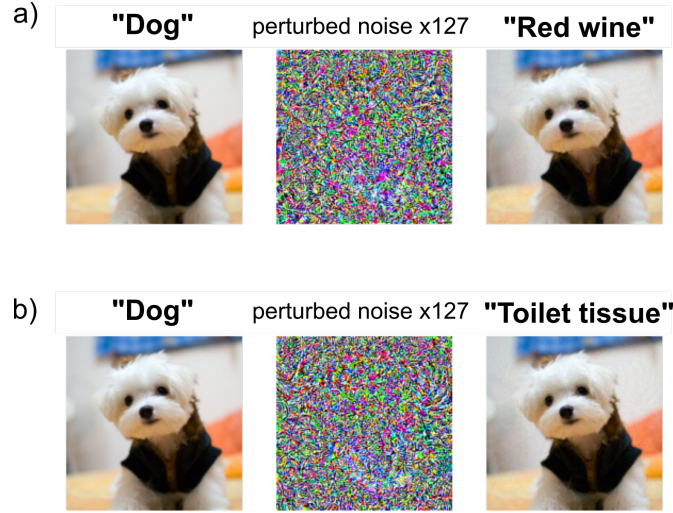 a) "Dog" perturbed noise x127 "Red wine"
b) "Dog" perturbed noise x127 "Toilet tissue"